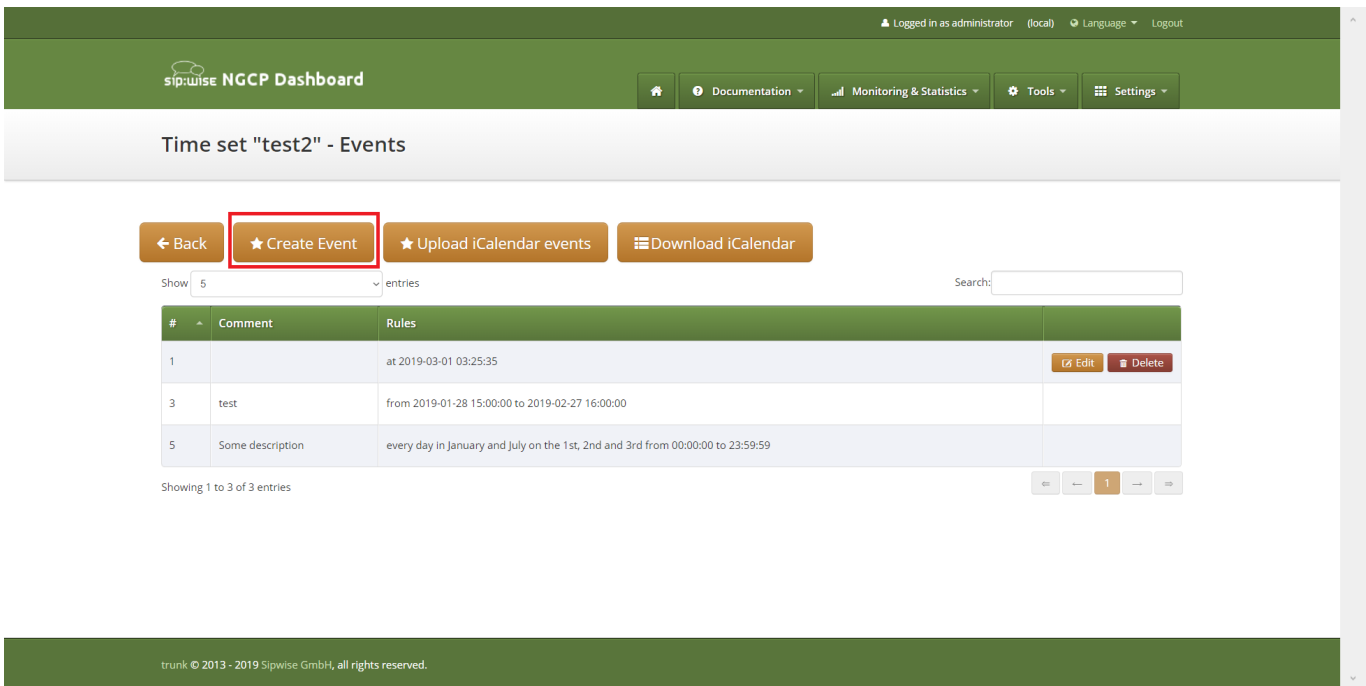 Logged in as administrator (local) Language Logout
sip:wise NGCP Dashboard
Documentation Monitoring & Statistics Tools Settings
Time set "test2" - Events
Back Create Event Upload iCalendar events Download iCalendar
Show 5 entries Search:
# Comment Rules
1 at 2019-03-01 03:25:35 Edit Delete
3 test from 2019-01-28 15:00:00 to 2019-02-27 16:00:00
5 Some description every day in January and July on the 1st, 2nd and 3rd from 00:00:00 to 23:59:59
Showing 1 to 3 of 3 entries ⇐ ← 1 → ⇒
trunk © 2013 - 2019 Sipwise GmbH, all rights reserved.